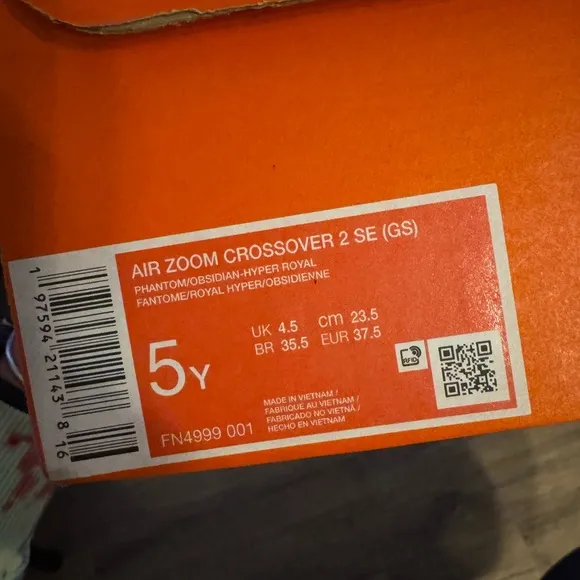 AIR ZOOM CROSSOVER 2 SE (GS)
PHANTOM/OBSIDIAN-HYPER ROYAL
FANTOME/ROYAL HYPER/OBSIDIENNE
5Y
UK 4.5 CM 23.5
BR 35.5 EUR 37.5
RFID
MADE IN VIETNAM /
FABRIQUE AU VIETNAM /
FABRICADO NO VIETNÃ /
HECHO EN VIETNAM
FN4999 001
1 97594 21143 8 16